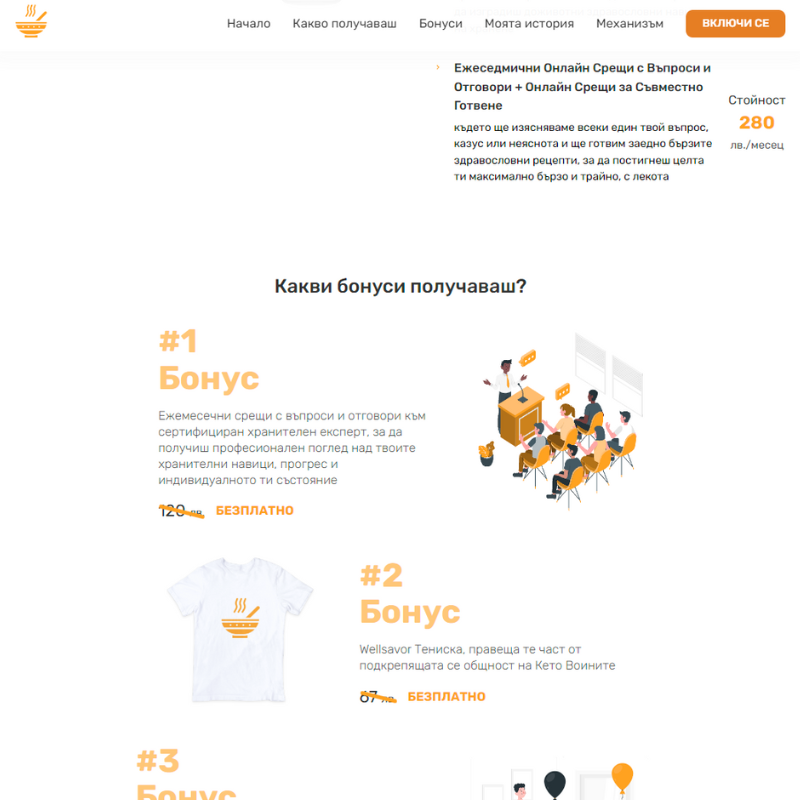 Начало Какво получаваш Бонуси Моята история Механизъм ВКЛЮЧИ СЕ
Ежеседмични Онлайн Срещи с Въпроси и
Отговори + Онлайн Срещи за Съвместно
Готвене
където ще изясняваме всеки един твой въпрос,
казус или неяснота и ще готвим заедно бързите
здравословни рецепти, за да постигнеш целта
ти максимално бързо и трайно, с лекота
Стойност
280
лв./месец
Какви бонуси получаваш?
#1
Бонус
Ежемесечни срещи с въпроси и отговори към
сертифициран хранителен експерт, за да
получиш професионален поглед над твоите
хранителни навици, прогрес и
индивидуалното ти състояние
120 лв. БЕЗПЛАТНО
#2
Бонус
Wellsavor Тениска, правеща те част от
подкрепящата се общност на Кето Воините
67 лв. БЕЗПЛАТНО
#3
Бонус